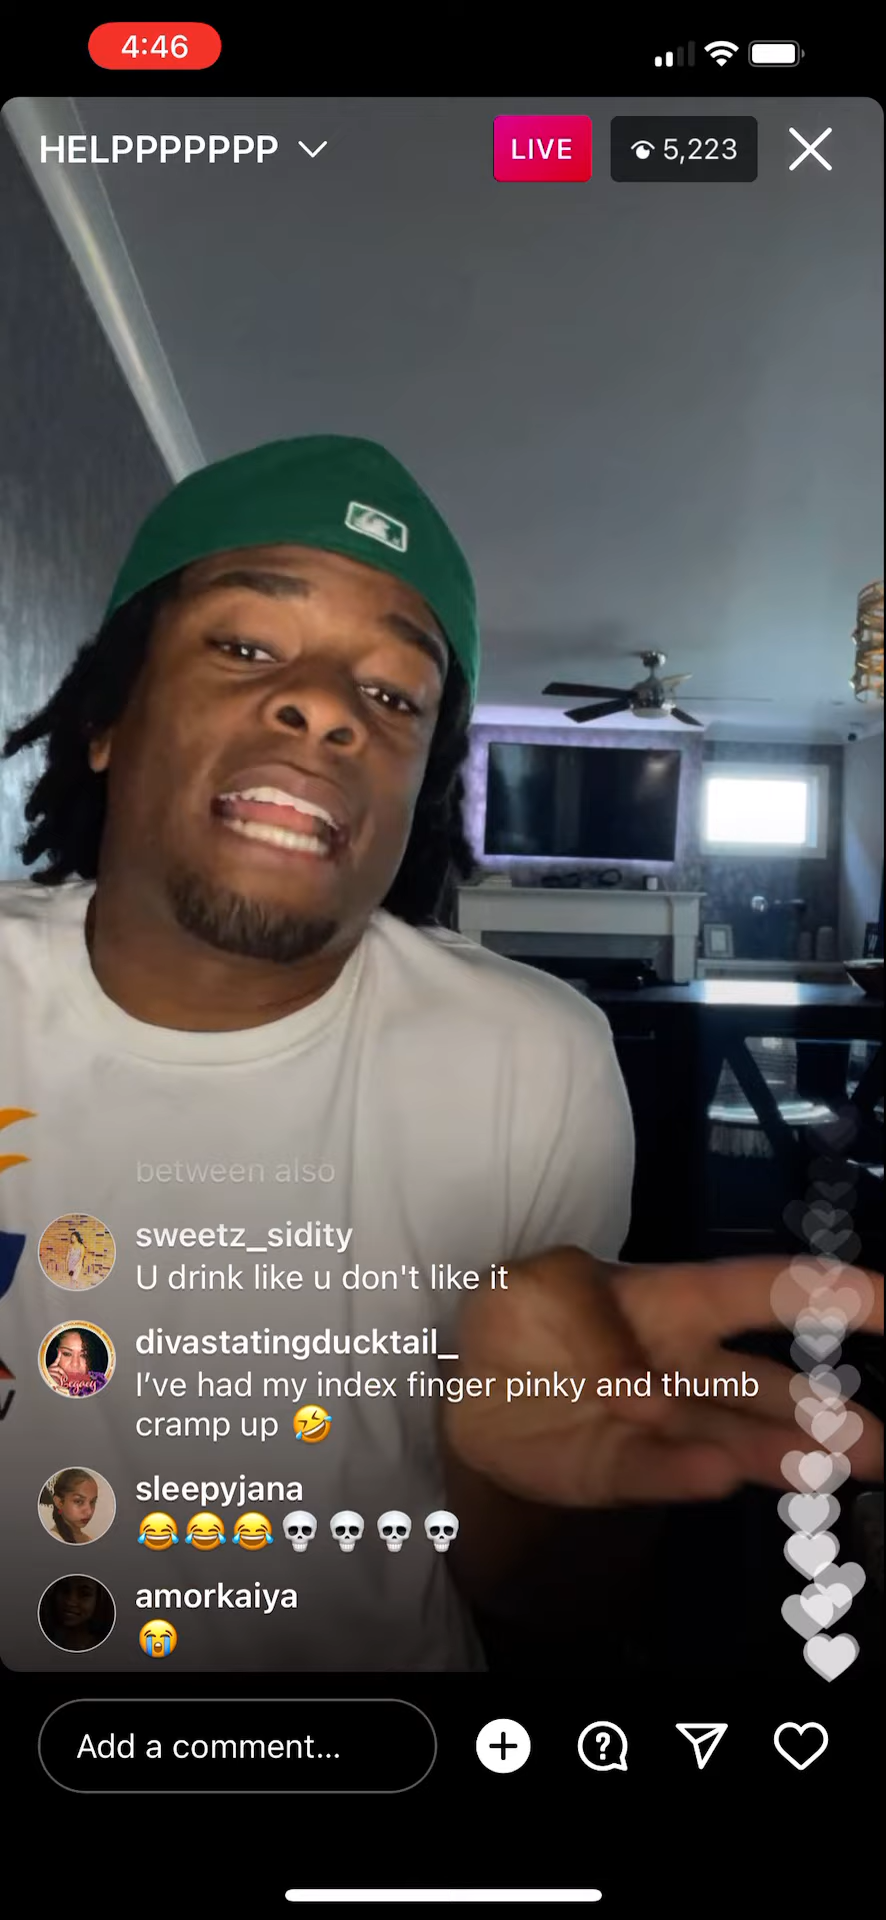 4:46
HELPPPPPPP
LIVE
5,223
between also
sweetz_sidity
U drink like u don't like it
divastatingducktail_
I've had my index finger pinky and thumb
cramp up 🤣
sleepyjana
😂😂😂💀💀💀💀
amorkaiya
😭
Add a comment...